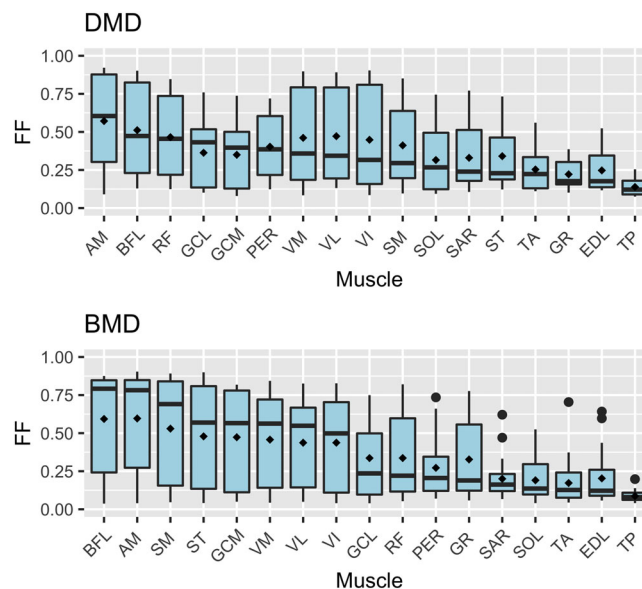 DMD
FF
1.00
0.75
0.50
0.25
0.00
AM BFL RF GCL GCM PER VM VL VI SM SOL SAR ST TA GR EDL TP
Muscle
BMD
FF
1.00
0.75
0.50
0.25
0.00
BFL AM SM ST GCM VM VL VI GCL RF PER GR SAR SOL TA EDL TP
Muscle